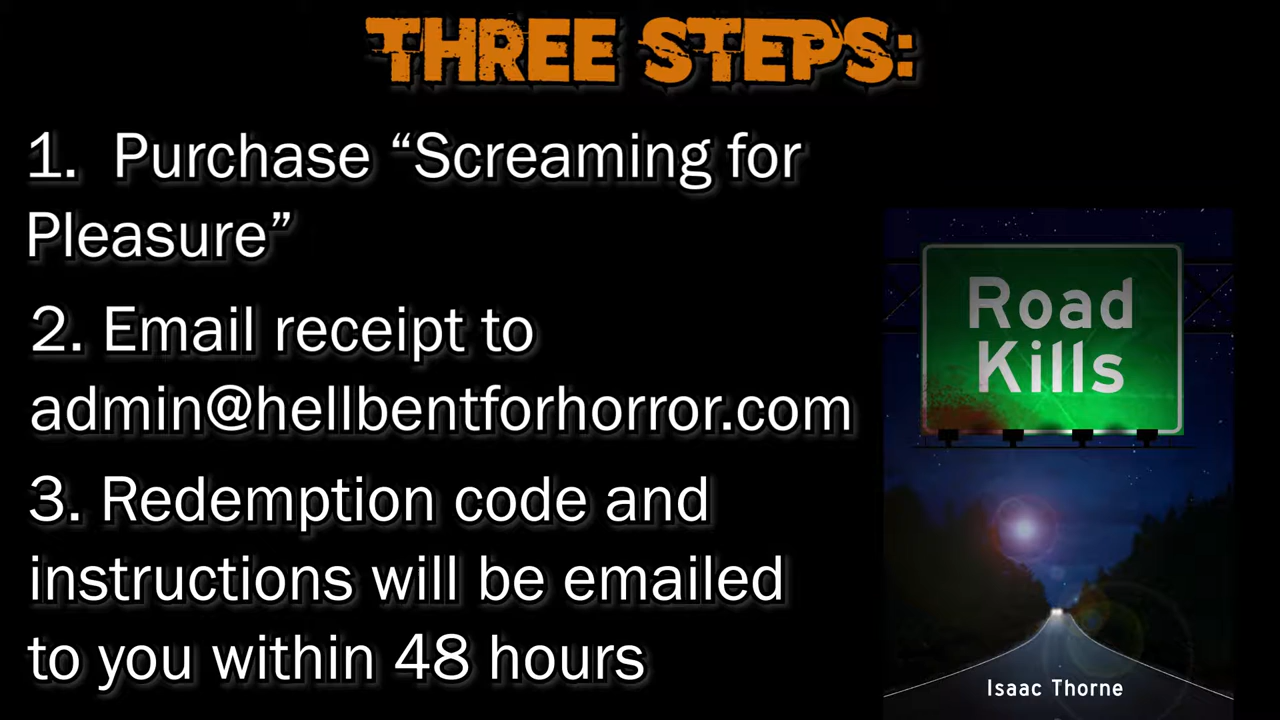 THREE STEPS:
1. Purchase “Screaming for
Pleasure”
2. Email receipt to
admin@hellbentforhorror.com
3. Redemption code and
instructions will be emailed
to you within 48 hours
Road
Kills
Isaac Thorne